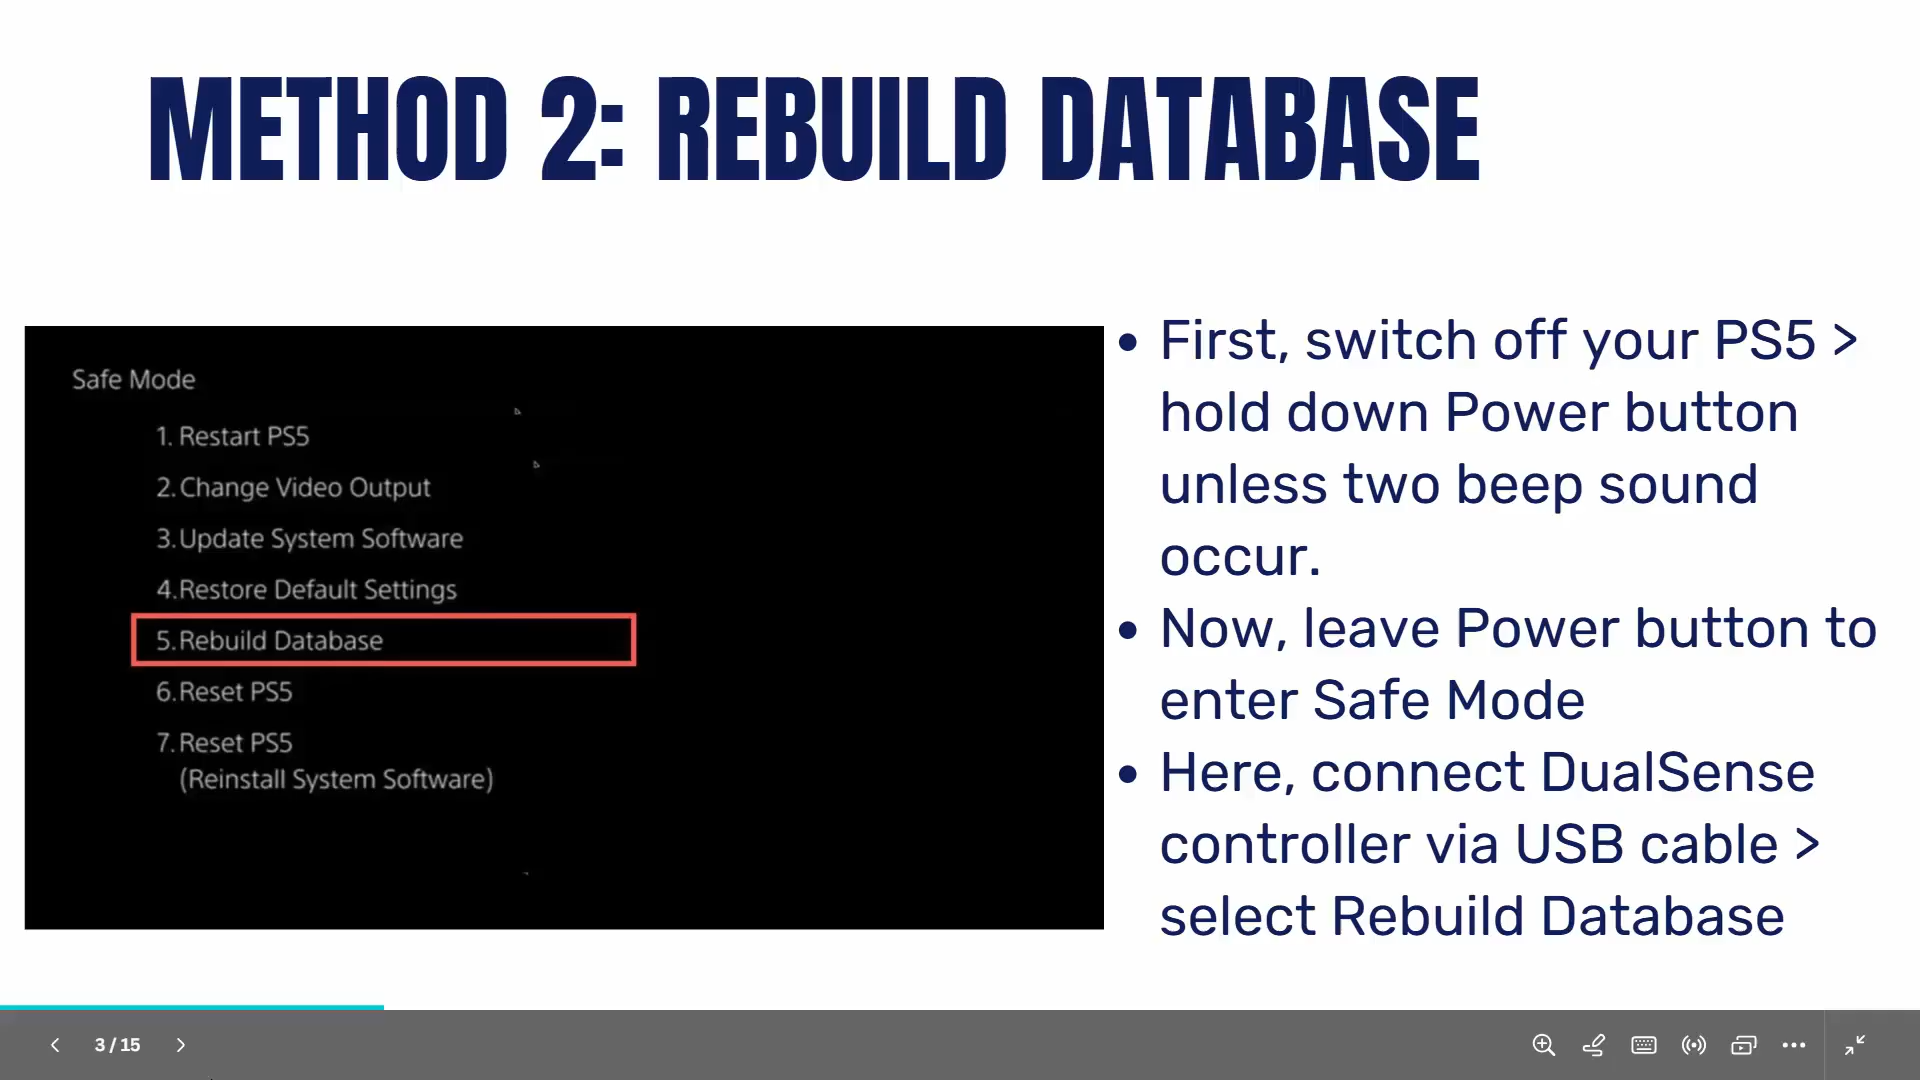 METHOD 2: REBUILD DATABASE
Safe Mode
1. Restart PS5
2. Change Video Output
3. Update System Software
4. Restore Default Settings
5. Rebuild Database
6. Reset PS5
7. Reset PS5
(Reinstall System Software)
• First, switch off your PS5 >
hold down Power button
unless two beep sound
occur.
• Now, leave Power button to
enter Safe Mode
• Here, connect DualSense
controller via USB cable >
select Rebuild Database
3 / 15